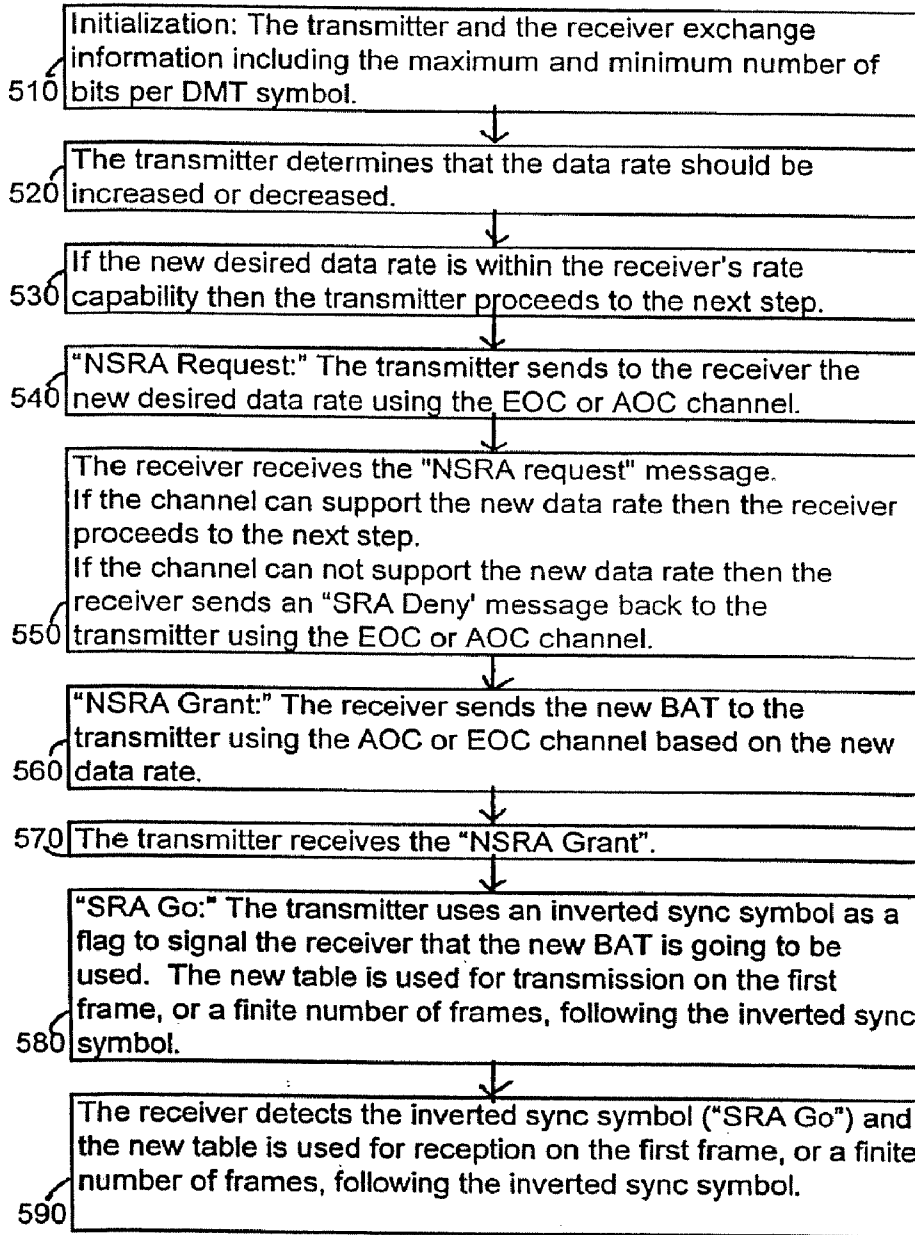 Initialization: The transmitter and the receiver exchange
information including the maximum and minimum number of
510 bits per DMT symbol.
The transmitter determines that the data rate should be
520 increased or decreased.
If the new desired data rate is within the receiver's rate
530 capability then the transmitter proceeds to the next step.
"NSRA Request:" The transmitter sends to the receiver the
540 new desired data rate using the EOC or AOC channel.
The receiver receives the "NSRA request" message.
If the channel can support the new data rate then the receiver
proceeds to the next step.
If the channel can not support the new data rate then the
receiver sends an "SRA Deny' message back to the
550 transmitter using the EOC or AOC channel.
"NSRA Grant:" The receiver sends the new BAT to the
transmitter using the AOC or EOC channel based on the new
560 data rate.
570 The transmitter receives the "NSRA Grant".
"SRA Go:" The transmitter uses an inverted sync symbol as a
flag to signal the receiver that the new BAT is going to be
used. The new table is used for transmission on the first
frame, or a finite number of frames, following the inverted sync
580 symbol.
The receiver detects the inverted sync symbol ("SRA Go") and
the new table is used for reception on the first frame, or a finite
number of frames, following the inverted sync symbol.
590